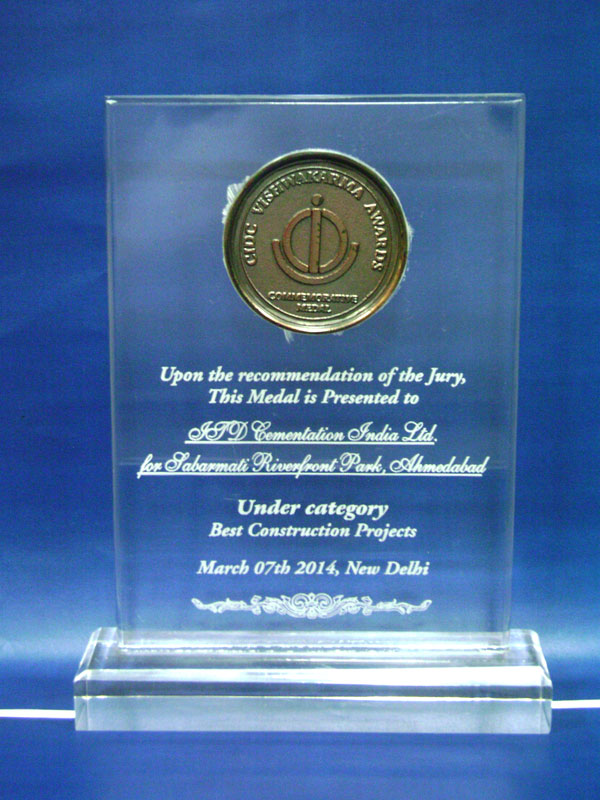 CIDC VISHWAKARMA AWARDS
COMMEMORATIVE
MEDAL
Upon the recommendation of the Jury,
This Medal is Presented to
ITD Cementation India Ltd.
for Sabarmati Riverfront Park, Ahmedabad
Under category
Best Construction Projects
March 07th 2014, New Delhi